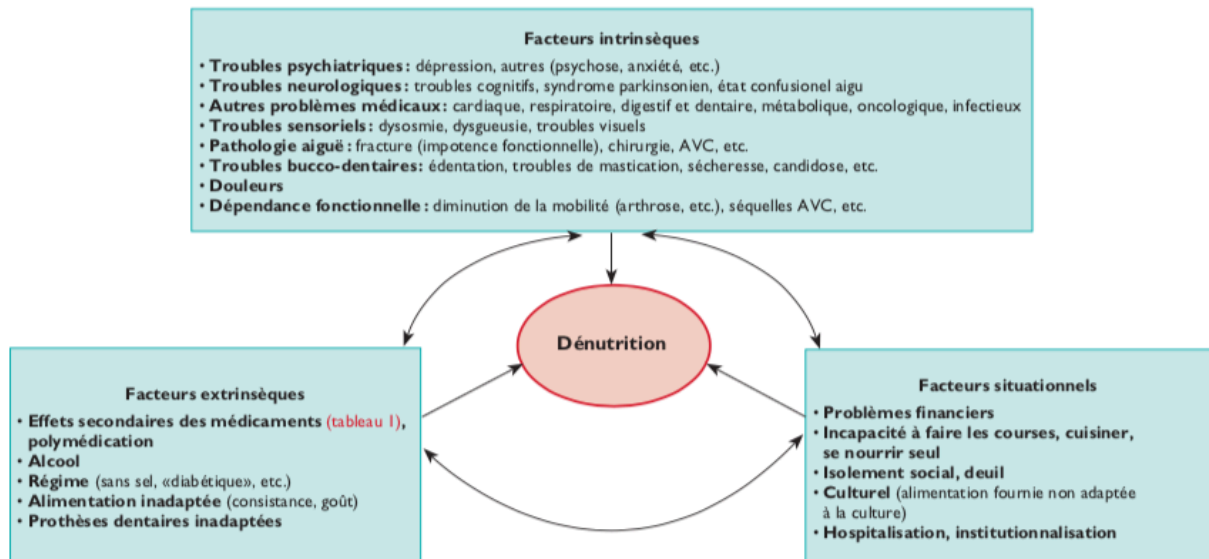 Facteurs intrinsèques
• Troubles psychiatriques : dépression, autres (psychose, anxiété, etc.)
• Troubles neurologiques : troubles cognitifs, syndrome parkinsonien, état confusionel aigu
• Autres problèmes médicaux : cardiaque, respiratoire, digestif et dentaire, métabolique, oncologique, infectieux
• Troubles sensoriels : dysosmie, dysgueusie, troubles visuels
• Pathologie aiguë : fracture (impotence fonctionnelle), chirurgie, AVC, etc.
• Troubles bucco-dentaires : édentation, troubles de mastication, sécheresse, candidose, etc.
• Douleurs
• Dépendance fonctionnelle : diminution de la mobilité (arthrose, etc.), séquelles AVC, etc.
Dénutrition
Facteurs extrinsèques
• Effets secondaires des médicaments (tableau 1),
polymédication
• Alcool
• Régime (sans sel, «diabétique», etc.)
• Alimentation inadaptée (consistance, goût)
• Prothèses dentaires inadaptées
Facteurs situationnels
• Problèmes financiers
• Incapacité à faire les courses, cuisiner,
se nourrir seul
• Isolement social, deuil
• Culturel (alimentation fournie non adaptée
à la culture)
• Hospitalisation, institutionnalisation